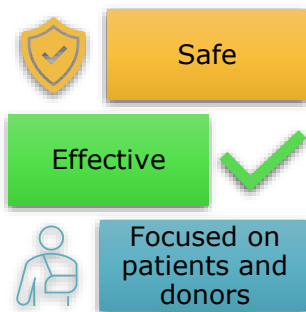 Safe
Effective
Focused on
patients and
donors